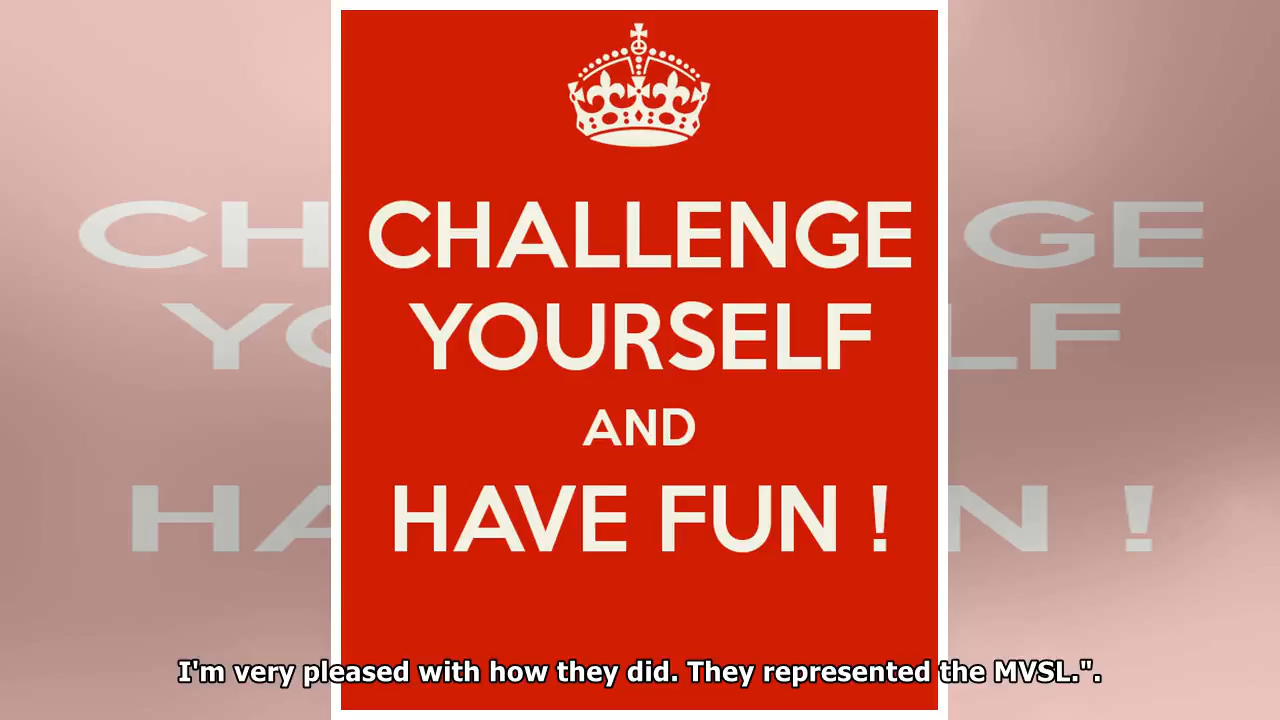 CHALLENGE
YOURSELF
AND
HAVE FUN !
I'm very pleased with how they did. They represented the MVSL.".